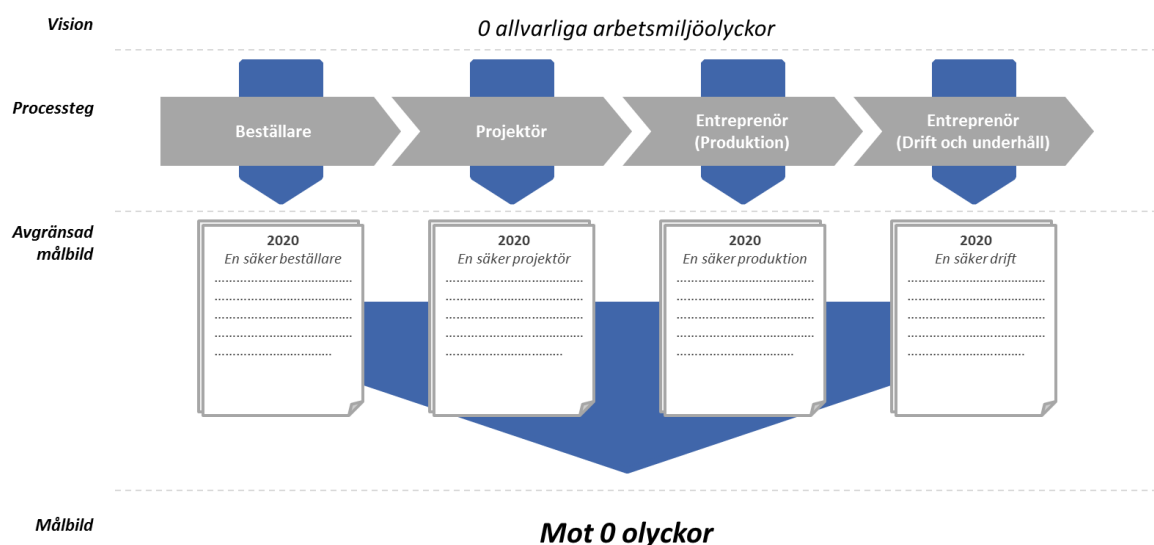 Vision
0 allvarliga arbetsmiljöolyckor
Processteg
Beställare
Projektör
Entreprenör
(Produktion)
Entreprenör
(Drift och underhåll)
Avgränsad
målbild
2020
En säker beställare
2020
En säker projektör
2020
En säker produktion
2020
En säker drift
Målbild
Mot 0 olyckor